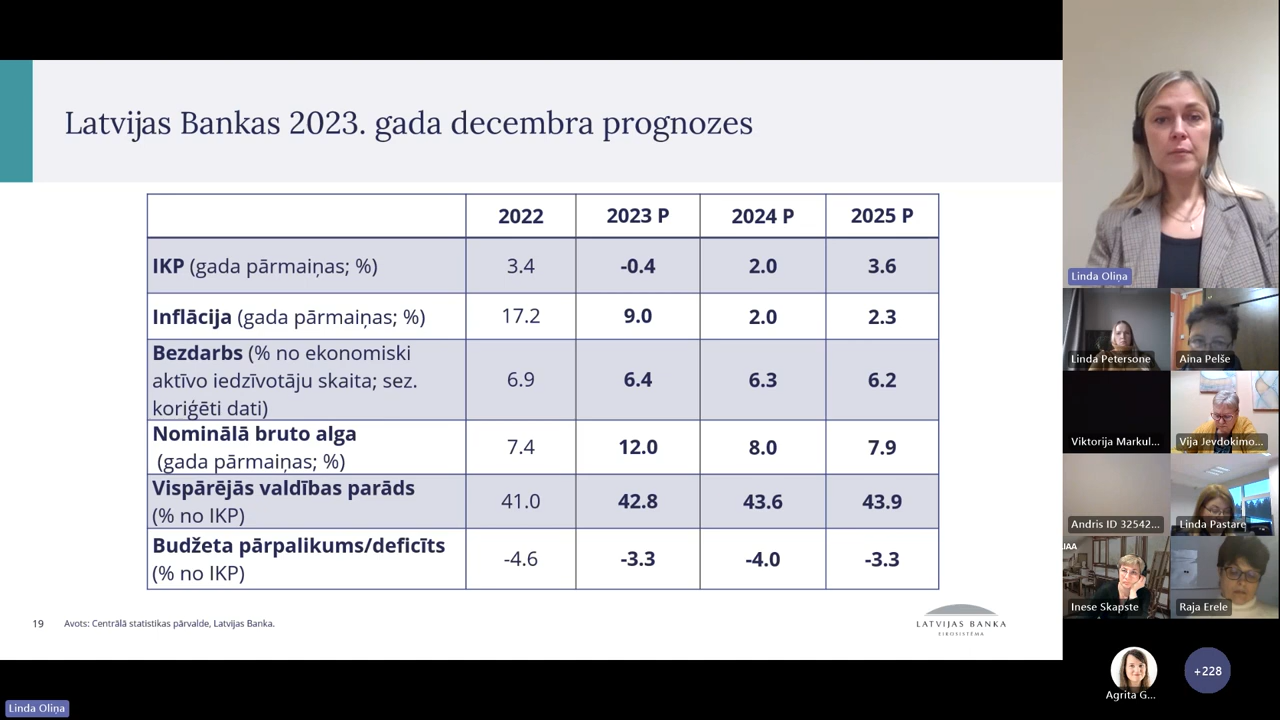 Latvijas Bankas 2023. gada decembra prognozes
2022 2023 P 2024 P 2025 P
IKP (gada pārmaiņas; %) 3.4 -0.4 2.0 3.6
Inflācija (gada pārmaiņas; %) 17.2 9.0 2.0 2.3
Bezdarbs (% no ekonomiski
aktīvo iedzīvotāju skaita; sez.
koriģēti dati) 6.9 6.4 6.3 6.2
Nominālā bruto alga
(gada pārmaiņas; %) 7.4 12.0 8.0 7.9
Vispārējās valdības parāds
(% no IKP) 41.0 42.8 43.6 43.9
Budžeta pārpalikums/deficīts
(% no IKP) -4.6 -3.3 -4.0 -3.3
19 Avots: Centrālā statistikas pārvalde, Latvijas Banka.
LATVIJAS BANKA
EIROSISTĒMA
Linda Oliņa
Linda Petersone
Aina Pelše
Viktorija Markul...
Vija Jevdokimo...
Andris ID 32542...
Linda Pastare
JAA
Inese Skapste
Raja Erele
Agrita G...
+228
Linda Oliņa